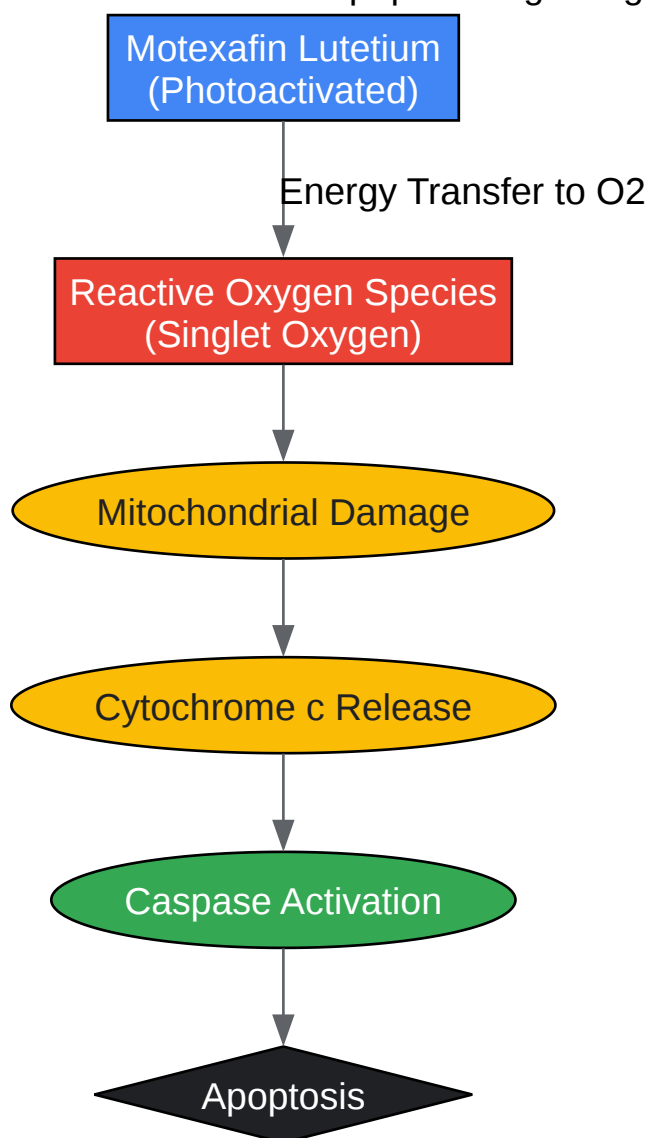 Motexafin Lutetium
(Photoactivated)
Energy Transfer to O2
Reactive Oxygen Species
(Singlet Oxygen)
Mitochondrial Damage
Cytochrome c Release
Caspase Activation
Apoptosis